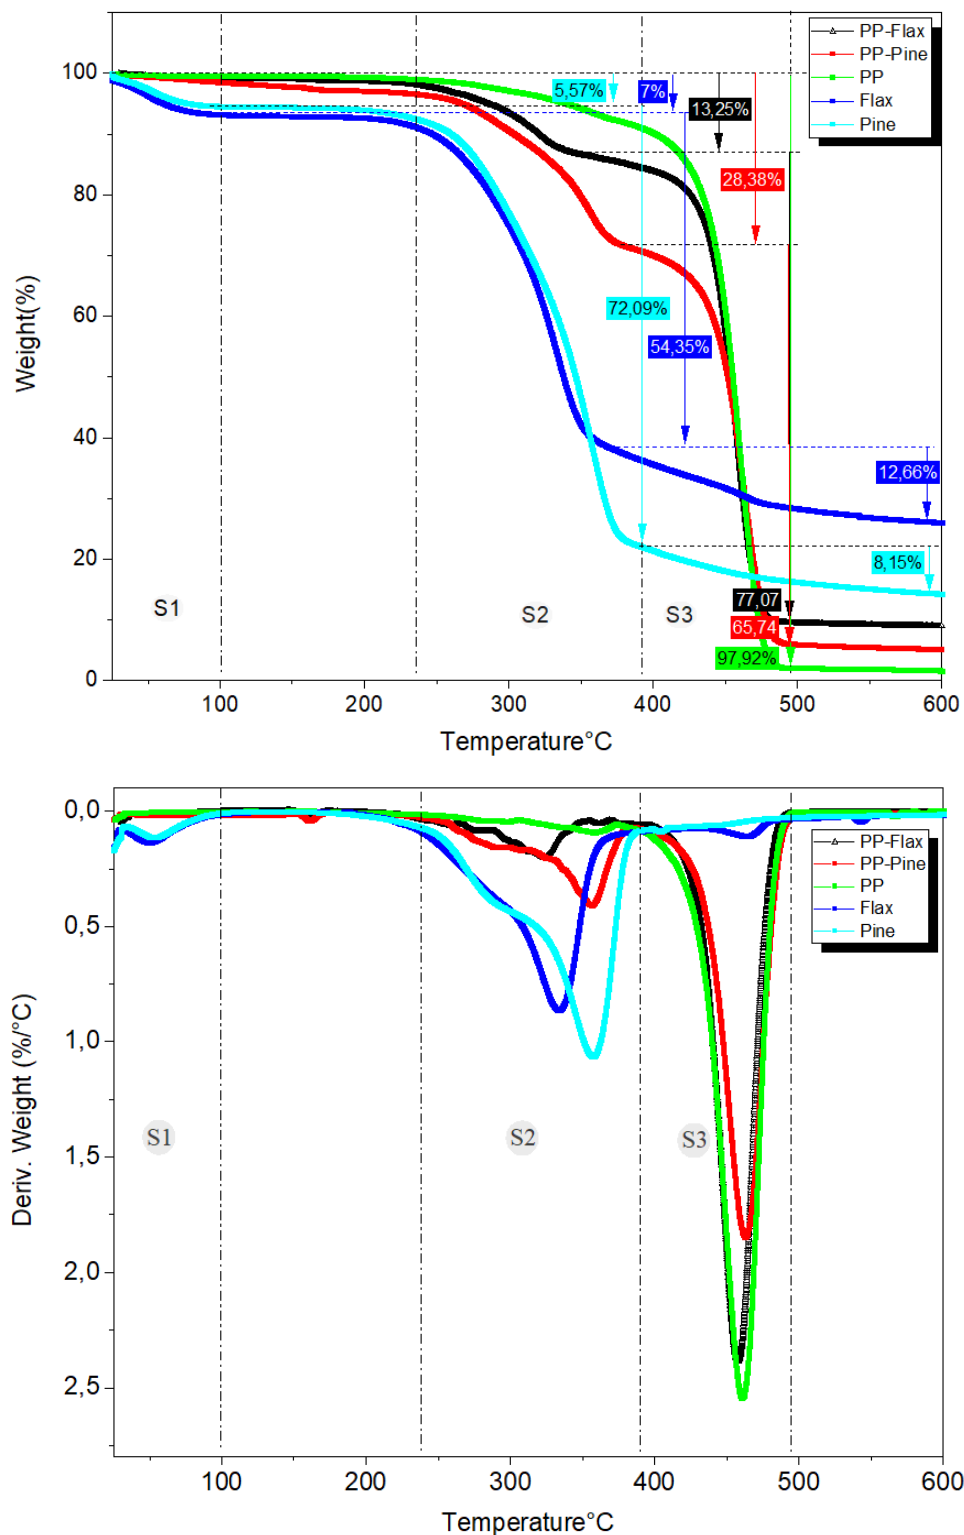 PP-Flax
PP-Pine
PP
Flax
Pine
100
80
60
40
20
0
Weight(%)
5,57%
7%
13,25%
28,38%
72,09%
54,35%
12,66%
8,15%
77,07
65,74
97,92%
S1
S2
S3
100
200
300
400
500
600
Temperature°C
0,0
0,5
1,0
1,5
2,0
2,5
Deriv. Weight (%/°C)
PP-Flax
PP-Pine
PP
Flax
Pine
S1
S2
S3
100
200
300
400
500
600
Temperature°C